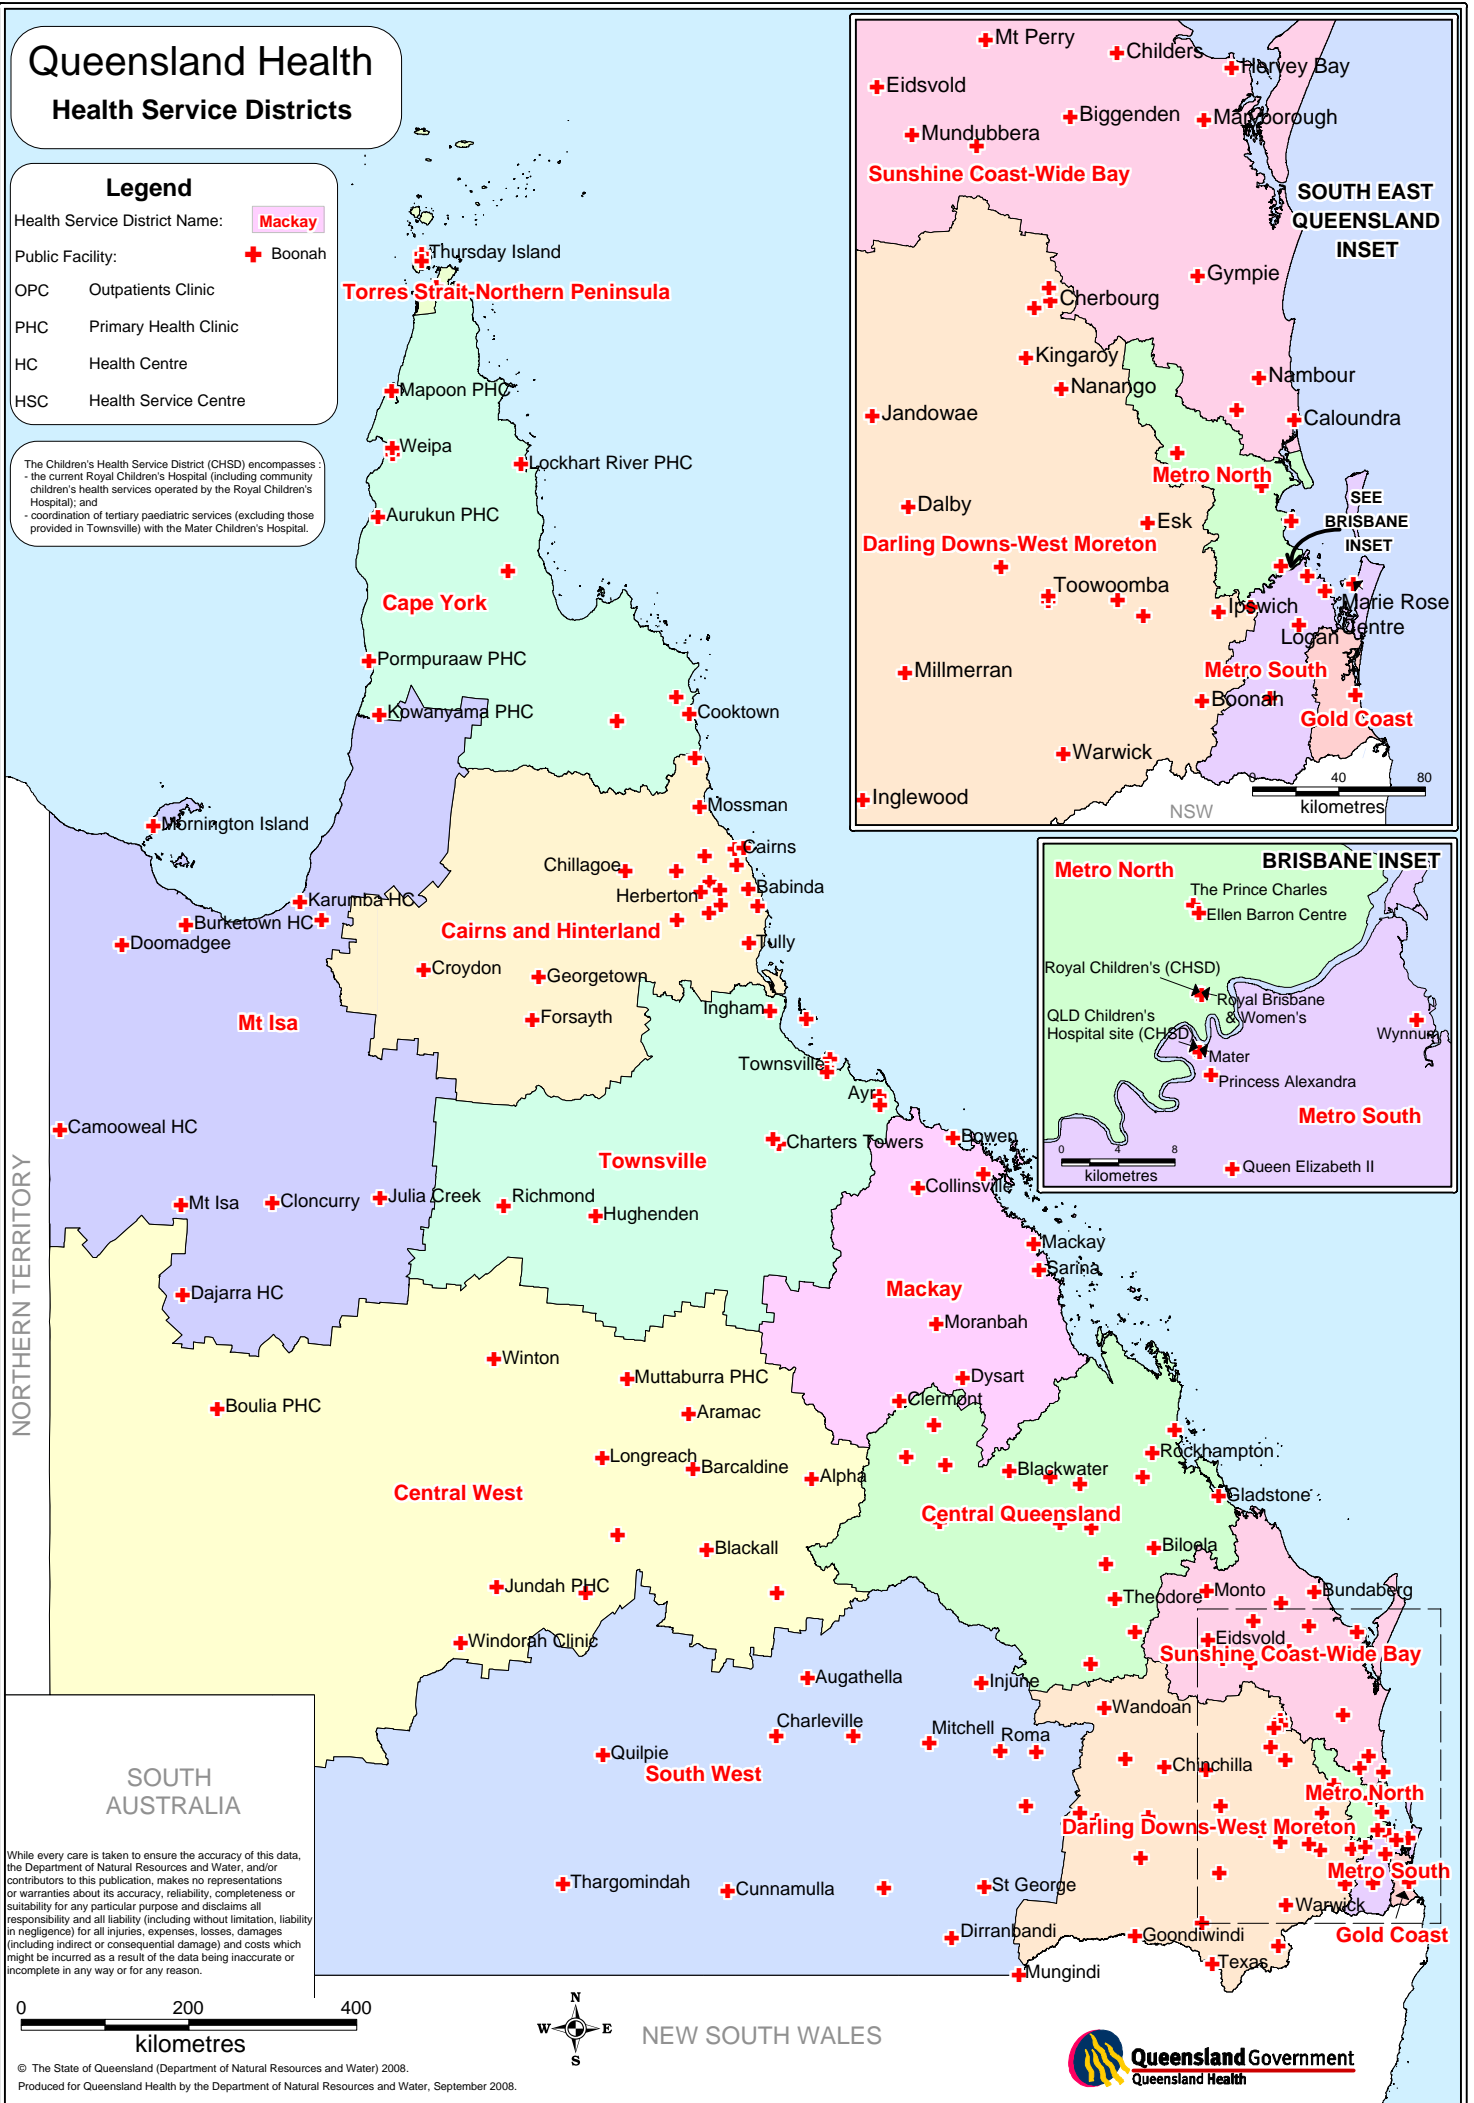 Queensland Health
Health Service Districts
Legend
Health Service District Name: Mackay
Public Facility: Boonah
OPC Outpatients Clinic
PHC Primary Health Clinic
HC Health Centre
HSC Health Service Centre
The Children's Health Service District (CHSD) encompasses :
- the current Royal Children's Hospital (including community
children's health services operated by the Royal Children's
Hospital); and
- coordination of tertiary paediatric services (excluding those
provided in Townsville) with the Mater Children's Hospital.
Thursday Island
Torres Strait-Northern Peninsula
Mapoon PHC
Weipa
Lockhart River PHC
Aurukun PHC
Cape York
Pormpuraaw PHC
Kowanyama PHC
Cooktown
Mossman
Mornington Island
Cairns
Chillagoe
Herberton
Babinda
Karumba HC
Burketown HC
Doomadgee
Cairns and Hinterland
Tully
Croydon
Georgetown
Forsayth
Ingham
Mt Isa
Townsville
Ayr
Camooweal HC
Charters Towers
Bowen
Townsville
Collinsville
Mt Isa
Cloncurry
Julia Creek
Richmond
Hughenden
Mackay
Sarina
Dajarra HC
Mackay
Moranbah
Winton
Muttaburra PHC
Dysart
Clermont
Boulia PHC
Aramac
Longreach
Barcaldine
Alpha
Blackwater
Rockhampton
Gladstone
Central West
Central Queensland
Blackall
Biloela
Jundah PHC
Theodore
Monto
Bundaberg
Windorah Clinic
Eidsvold
Sunshine Coast-Wide Bay
Augathella
Injune
Wandoan
Charleville
Mitchell
Roma
Quilpie
South West
Chinchilla
Metro North
Darling Downs-West Moreton
Metro South
Thargomindah
Cunnamulla
St George
Warwick
Dirranbandi
Goondiwindi
Gold Coast
Texas
Mungindi
NORTHERN TERRITORY
SOUTH
AUSTRALIA
NEW SOUTH WALES
While every care is taken to ensure the accuracy of this data,
the Department of Natural Resources and Water, and/or
contributors to this publication, makes no representations
or warranties about its accuracy, reliability, completeness or
suitability for any particular purpose and disclaims all
responsibility and all liability (including without limitation, liability
in negligence) for all injuries, expenses, losses, damages
(including indirect or consequential damage) and costs which
might be incurred as a result of the data being inaccurate or
incomplete in any way or for any reason.
0 200 400
kilometres
N
W E
S
© The State of Queensland (Department of Natural Resources and Water) 2008.
Produced for Queensland Health by the Department of Natural Resources and Water, September 2008.
Queensland Government
Queensland Health
SOUTH EAST
QUEENSLAND
INSET
Mt Perry
Childers
Hervey Bay
Eidsvold
Biggenden
Maryborough
Mundubbera
Sunshine Coast-Wide Bay
Gympie
Cherbourg
Kingaroy
Nanango
Nambour
Jandowae
Caloundra
Metro North
SEE
BRISBANE
INSET
Dalby
Esk
Darling Downs-West Moreton
Toowoomba
Ipswich
Marie Rose
Centre
Logan
Millmerran
Metro South
Boonah
Gold Coast
Warwick
Inglewood
NSW
0 40 80
kilometres
BRISBANE INSET
Metro North
The Prince Charles
Ellen Barron Centre
Royal Children's (CHSD)
Royal Brisbane
& Women's
QLD Children's
Hospital site (CHSD)
Wynnum
Mater
Princess Alexandra
Metro South
0 4 8
kilometres
Queen Elizabeth II